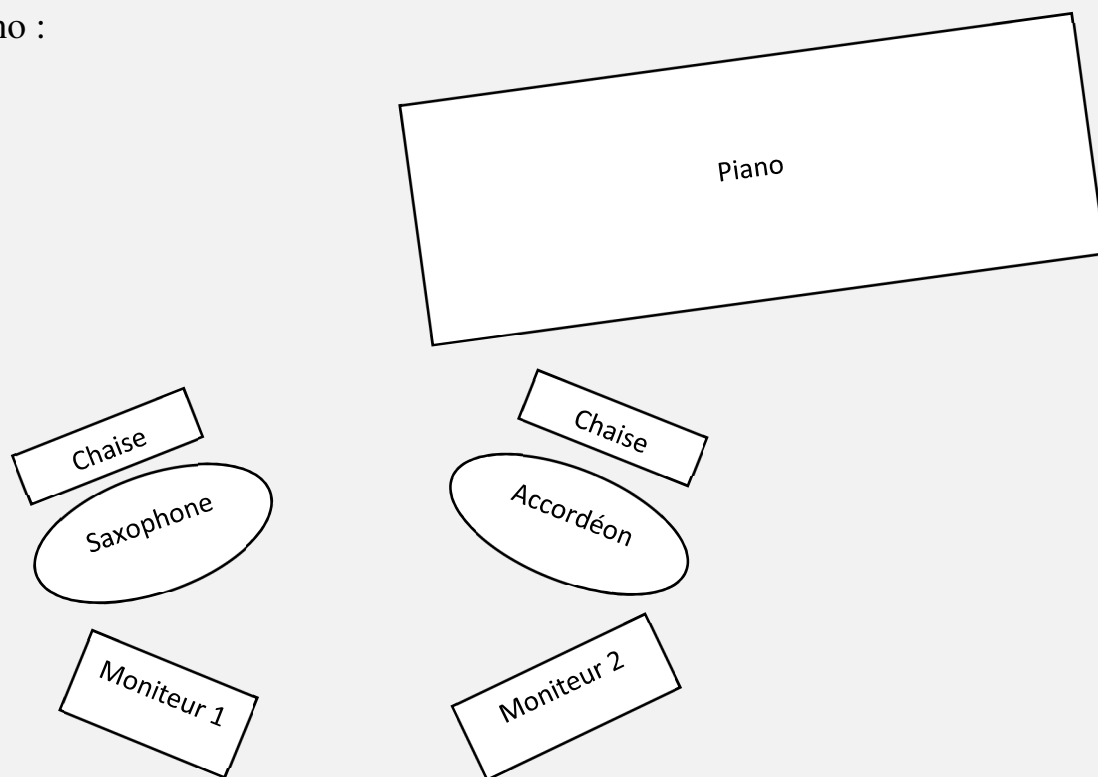 no :
Piano
Chaise
Chaise
Saxophone
Accordéon
Moniteur 1
Moniteur 2